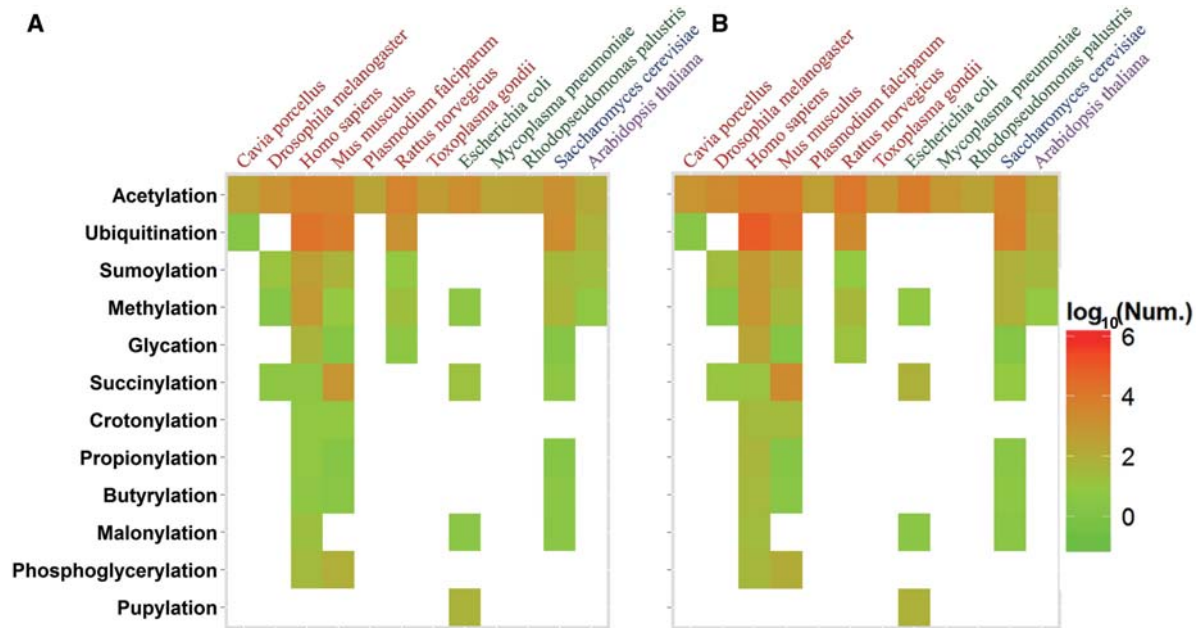 A
Cavia porcellus
Drosophila melanogaster
Homo sapiens
Mus musculus
Plasmodium falciparum
Rattus norvegicus
Toxoplasma gondii
Escherichia coli
Mycoplasma pneumoniae
Rhodopseudomonas palustris
Saccharomyces cerevisiae
Arabidopsis thaliana
B
Cavia porcellus
Drosophila melanogaster
Homo sapiens
Mus musculus
Plasmodium falciparum
Rattus norvegicus
Toxoplasma gondii
Escherichia coli
Mycoplasma pneumoniae
Rhodopseudomonas palustris
Saccharomyces cerevisiae
Arabidopsis thaliana
Acetylation
Ubiquitination
Sumoylation
Methylation
Glycation
Succinylation
Crotonylation
Propionylation
Butyrylation
Malonylation
Phosphoglycerylation
Pupylation
log₁₀(Num.)
6
4
2
0